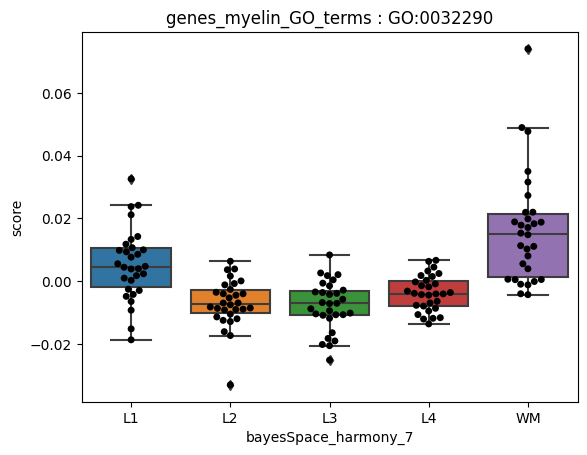 genes_myelin_GO_terms : GO:0032290
0.06
0.04
0.02
0.00
−0.02
score
L1 L2 L3 L4 WM
bayesSpace_harmony_7